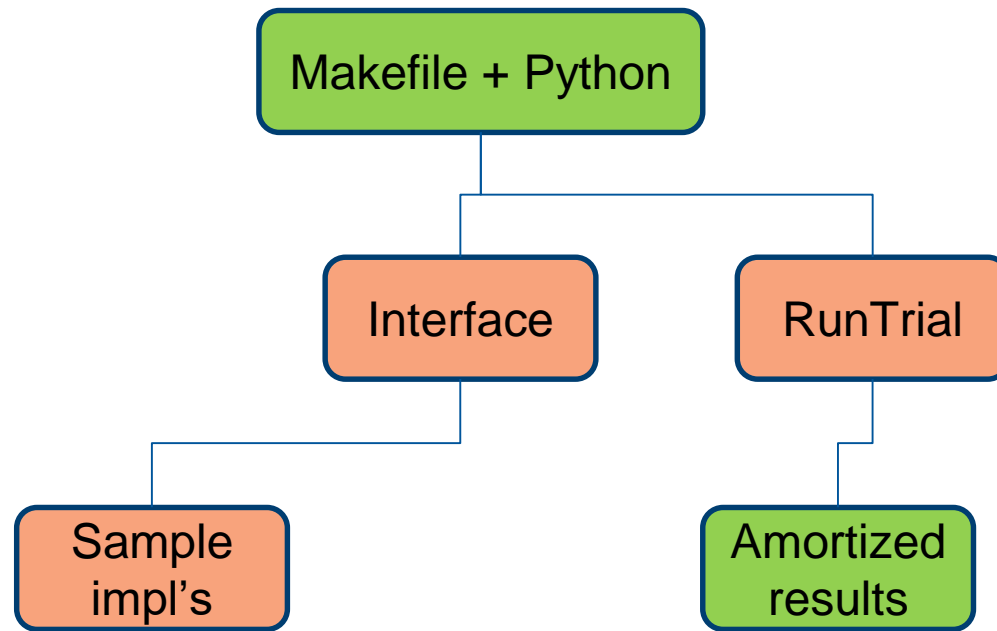 Makefile + Python
Interface
RunTrial
Sample
impl’s
Amortized
results